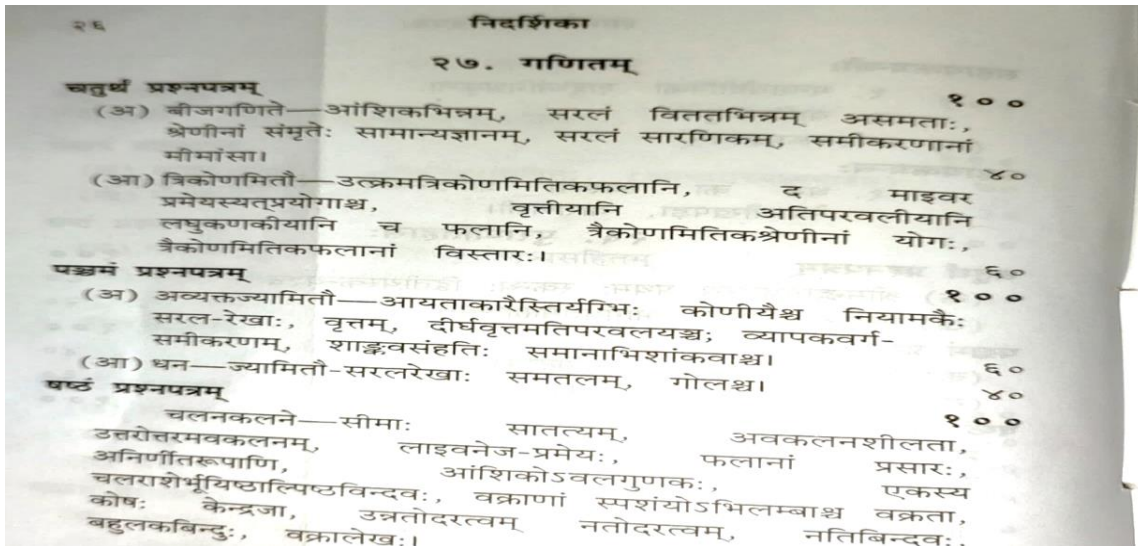 २६ निदर्शिका
२७. गणितम्
चतुर्थं प्रश्नपत्रम् १००
(अ) बीजगणिते—आंशिकभिन्नम्, सरलं विततभिन्नम् असमताः,
श्रेणीनां संमृतेः सामान्यज्ञानम्, सरलं सारणिकम्, समीकरणानां
मीमांसा। ४०
(आ) त्रिकोणमितौ—उत्क्रमत्रिकोणमितिकफलानि, द माइवर
प्रमेयस्यत्प्रयोगाश्च, वृत्तीयानि अतिपरवलीयानि
लघुकणकीयानि च फलानि, त्रैकोणमितिकश्रेणीनां योगः,
त्रैकोणमितिकफलानां विस्तारः। ६०
पञ्चमं प्रश्नपत्रम् १००
(अ) अव्यक्तज्यामितौ—आयताकारैस्तिर्यग्भिः कोणीयैश्च नियामकैः
सरल-रेखाः, वृत्तम्, दीर्घवृत्तमतिपरवलयञ्च; व्यापकवर्ग-
समीकरणम्, शाङ्कवसंहतिः समानाभिशांकवाश्च। ६०
(आ) धन—ज्यामितौ-सरलरेखाः समतलम्, गोलश्च। ४०
षष्ठं प्रश्नपत्रम् १००
चलनकलने—सीमाः सातत्यम्, अवकलनशीलता,
उत्तरोत्तरमवकलनम्, लाइवनेज-प्रमेयः, फलानां प्रसारः,
अनिर्णीतरूपाणि, आंशिकोऽवलगुणकः, एकस्य
चलराशेर्भूयिष्ठाल्पिष्ठविन्दवः, वक्राणां स्पशंयोऽभिलम्बाश्च वक्रता,
कोषः केन्द्रजा, उन्नतोदरत्वम् नतोदरत्वम्, नतिबिन्दवः,
बहुलकबिन्दुः, वक्रालेखः।